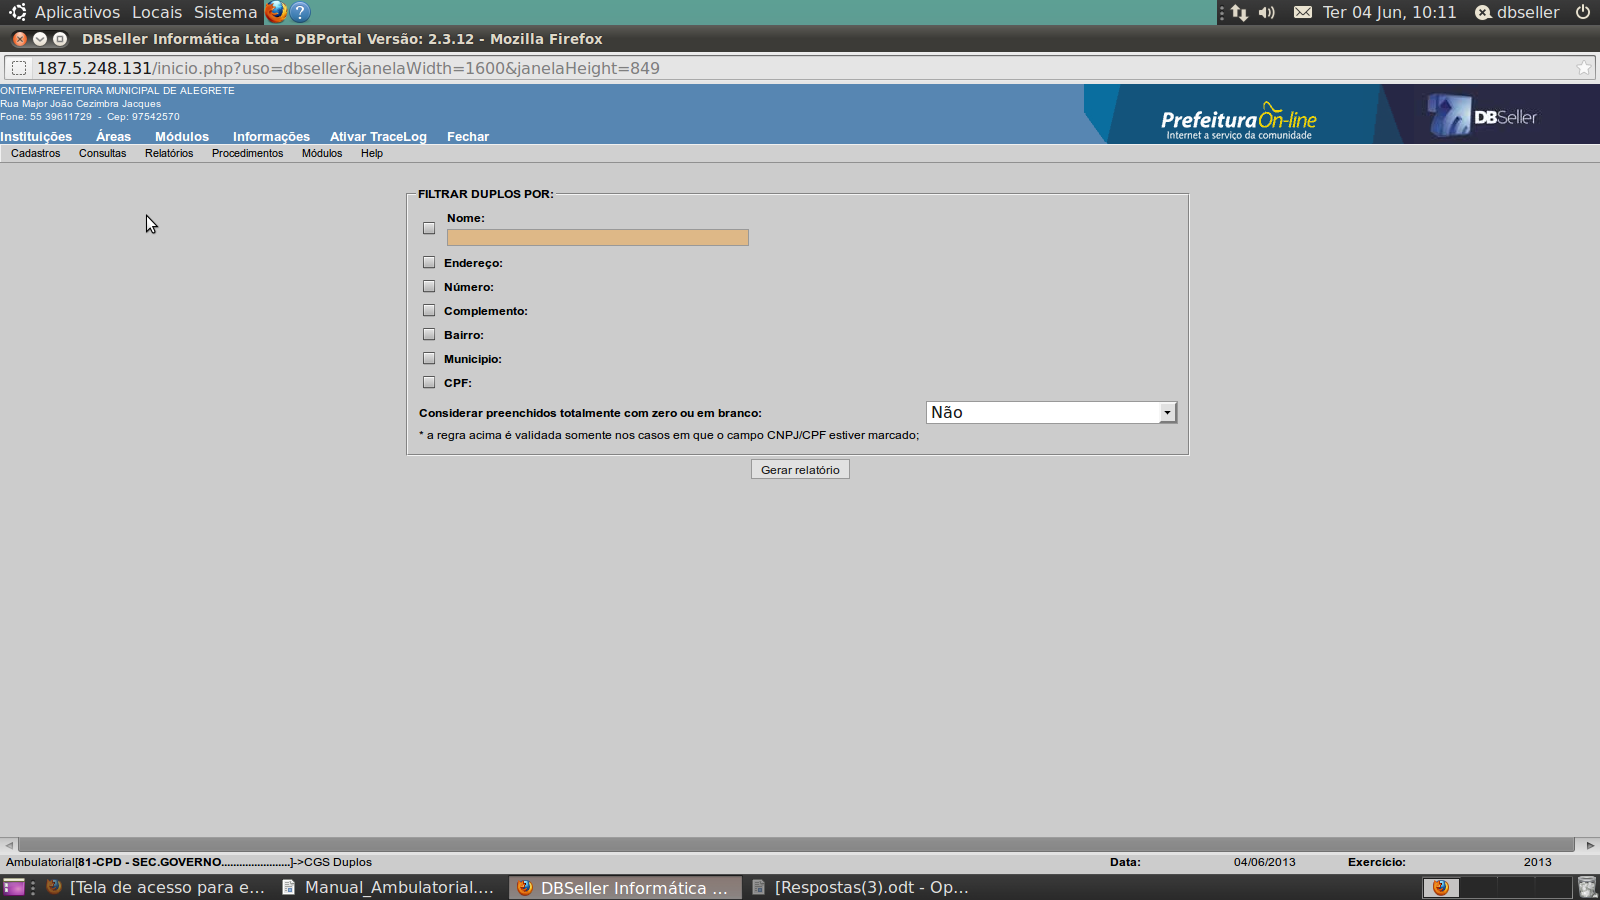 Aplicativos Locais Sistema ? Ter 04 Jun, 10:11 dbseller
DBSeller Informática Ltda - DBPortal Versão: 2.3.12 - Mozilla Firefox
187.5.248.131/inicio.php?uso=dbseller&janelaWidth=1600&janelaHeight=849
ONTEM-PREFEITURA MUNICIPAL DE ALEGRETE
Rua Major João Cezimbra Jacques
Fone: 55 39611729 - Cep: 97542570
PrefeituraOn-line
Internet a serviço da comunidade
DBSeller
Instituições Áreas Módulos Informações Ativar TraceLog Fechar
Cadastros Consultas Relatórios Procedimentos Módulos Help
FILTRAR DUPLOS POR:
Nome:
Endereço:
Número:
Complemento:
Bairro:
Municipio:
CPF:
Considerar preenchidos totalmente com zero ou em branco: Não
* a regra acima é validada somente nos casos em que o campo CNPJ/CPF estiver marcado;
Gerar relatório
Ambulatorial[81-CPD - SEC.GOVERNO.......................]->CGS Duplos Data: 04/06/2013 Exercício: 2013
[Tela de acesso para e... Manual_Ambulatorial.... DBSeller Informática ... [Respostas(3).odt - Op...